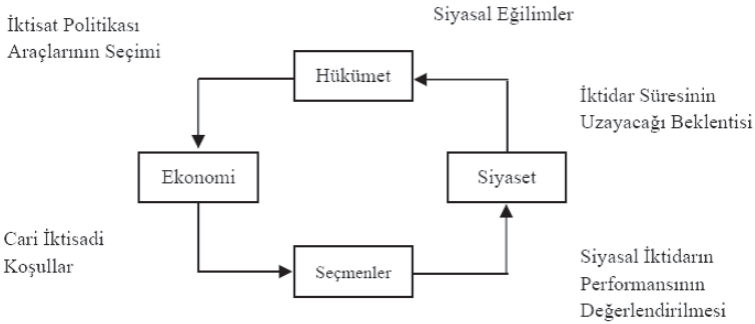 Siyasal Eğilimler
İktisat Politikası
Araçlarının Seçimi
Hükümet
İktidar Süresinin
Uzayacağı Beklentisi
Ekonomi
Siyaset
Cari İktisadi
Koşullar
Seçmenler
Siyasal İktidarın
Performansının
Değerlendirilmesi